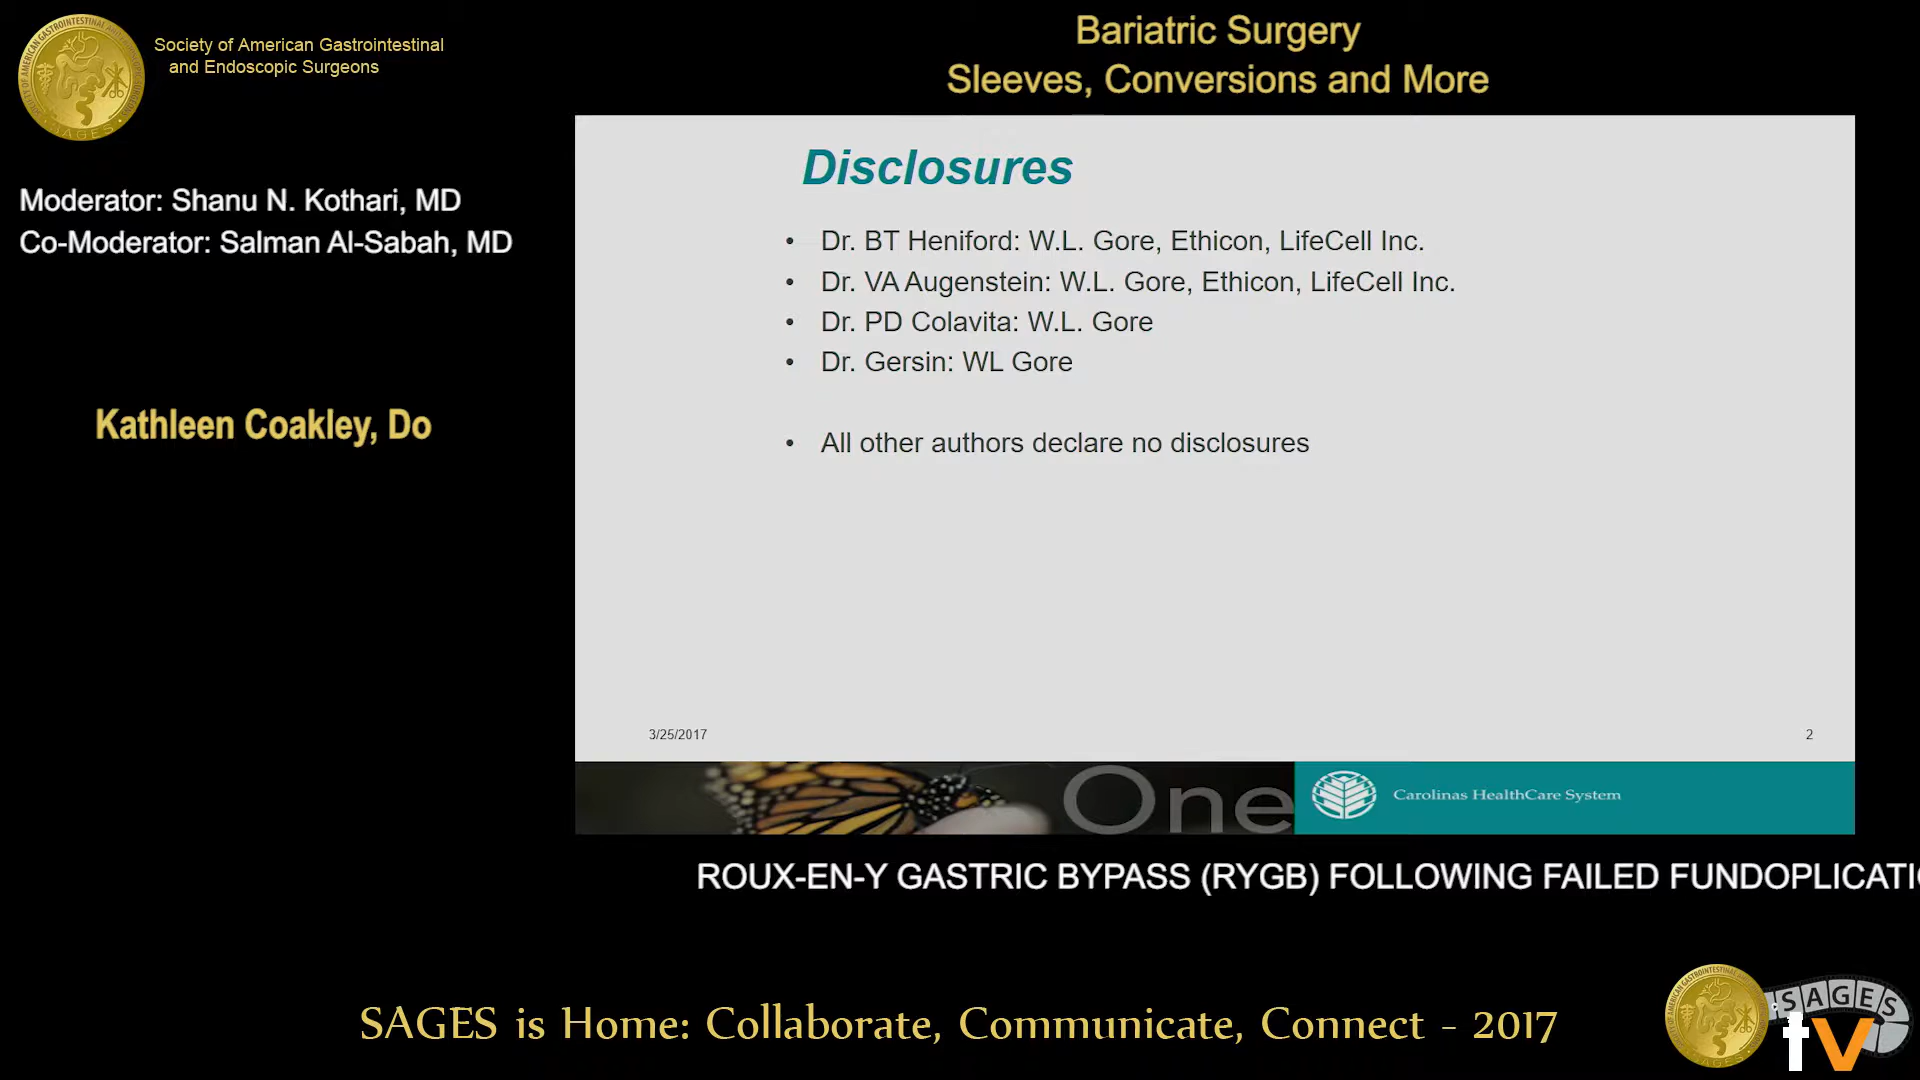 Society of American Gastrointestinal
and Endoscopic Surgeons
Bariatric Surgery
Sleeves, Conversions and More
Moderator: Shanu N. Kothari, MD
Co-Moderator: Salman Al-Sabah, MD
Kathleen Coakley, Do
Disclosures
• Dr. BT Heniford: W.L. Gore, Ethicon, LifeCell Inc.
• Dr. VA Augenstein: W.L. Gore, Ethicon, LifeCell Inc.
• Dr. PD Colavita: W.L. Gore
• Dr. Gersin: WL Gore
• All other authors declare no disclosures
3/25/2017
2
One
Carolinas HealthCare System
ROUX-EN-Y GASTRIC BYPASS (RYGB) FOLLOWING FAILED FUNDOPLICATI
SAGES is Home: Collaborate, Communicate, Connect - 2017
SAGES
tv